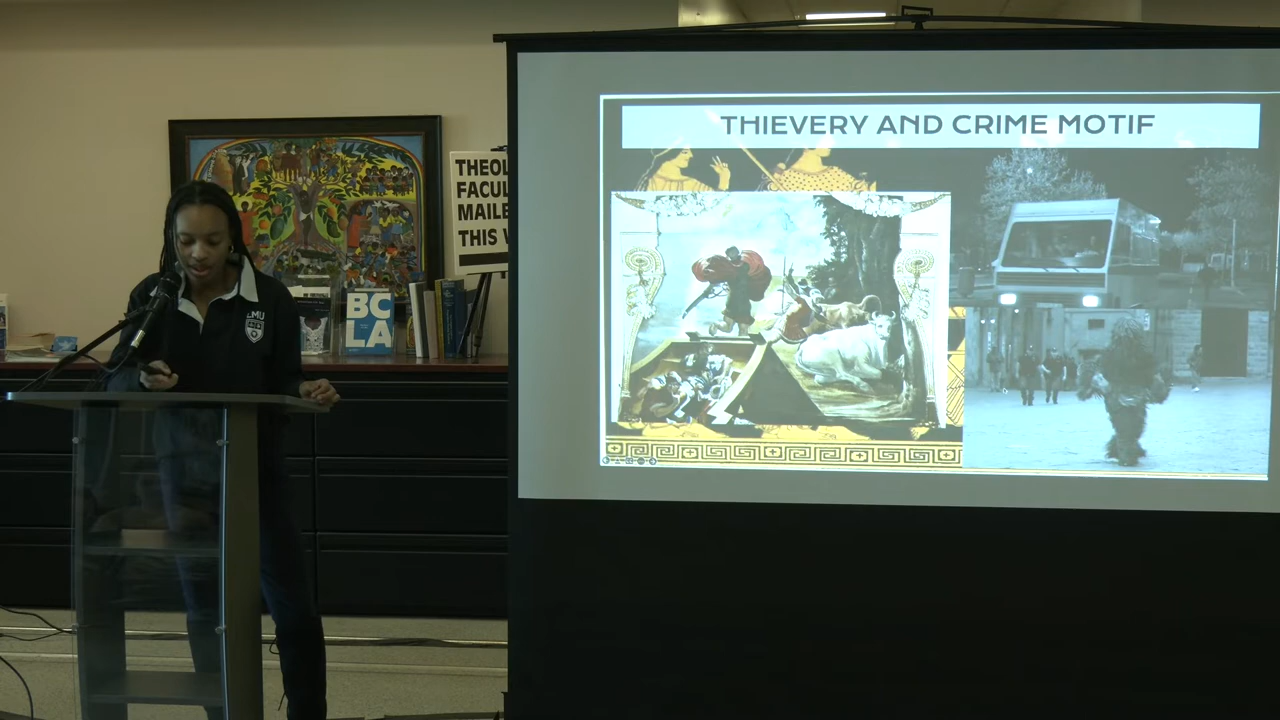 THIEVERY AND CRIME MOTIF
THEOL
FACUL
MAILE
THIS
BC
LA
LMU